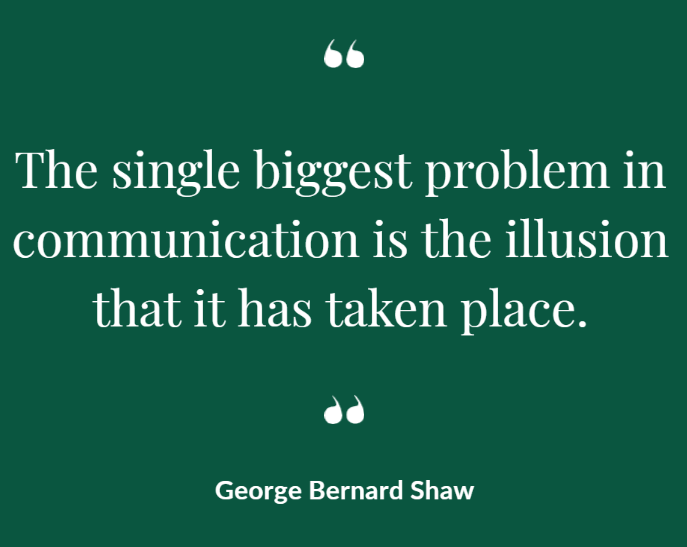 “
The single biggest problem in
communication is the illusion
that it has taken place.
“
George Bernard Shaw